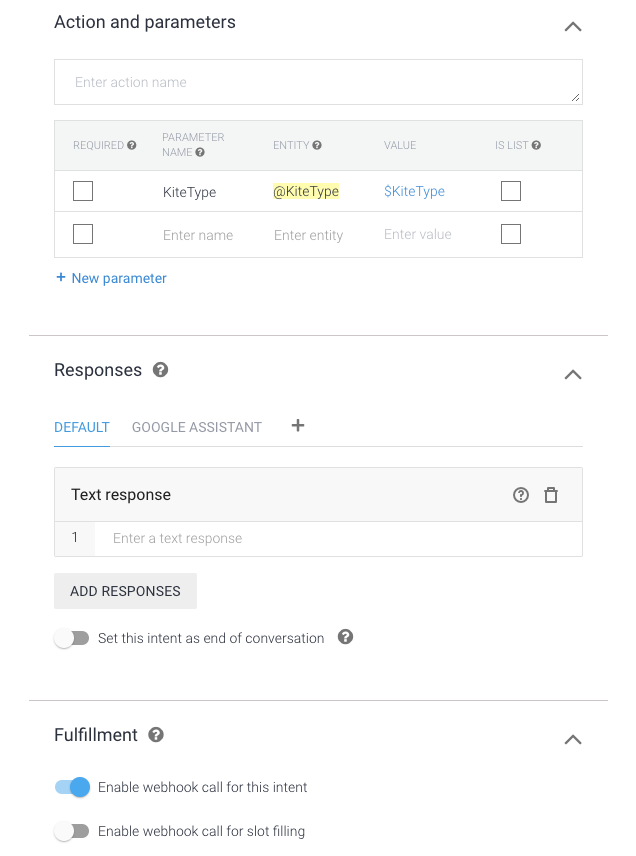 Action and parameters
Enter action name
REQUIRED PARAMETER NAME ENTITY VALUE IS LIST
KiteType @KiteType $KiteType
Enter name Enter entity Enter value
+ New parameter
Responses
DEFAULT GOOGLE ASSISTANT +
Text response
1 Enter a text response
ADD RESPONSES
Set this intent as end of conversation
Fulfillment
Enable webhook call for this intent
Enable webhook call for slot filling